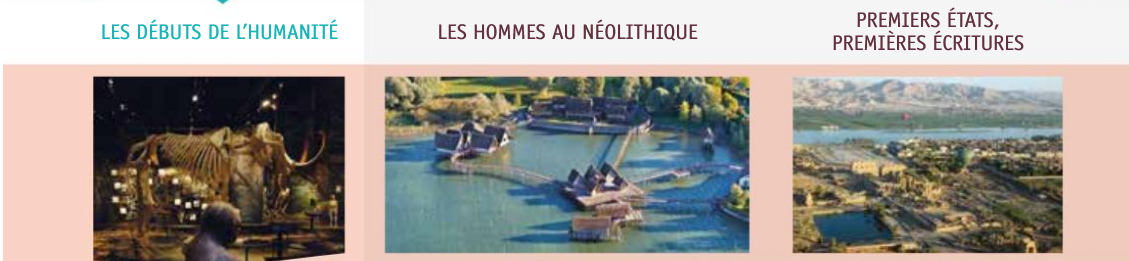 LES DÉBUTS DE L'HUMANITÉ
LES HOMMES AU NÉOLITHIQUE
PREMIERS ÉTATS,
PREMIÈRES ÉCRITURES